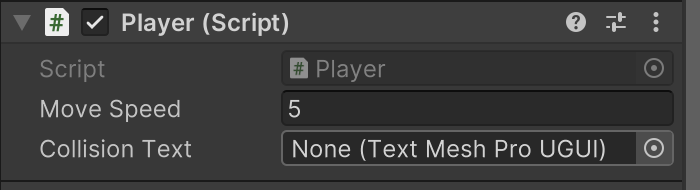 Player (Script)
Script Player
Move Speed 5
Collision Text None (Text Mesh Pro UGUI)